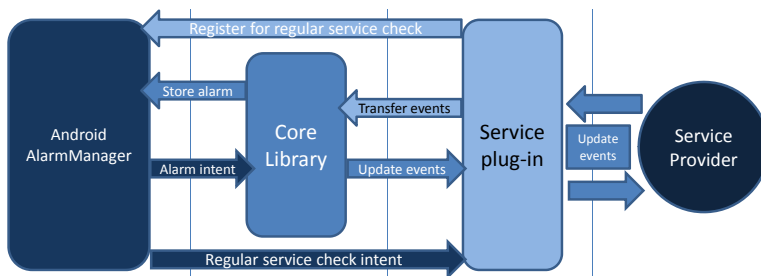 Register for regular service check
Store alarm
Transfer events
Android
AlarmManager
Core
Library
Service
plug-in
Update
events
Service
Provider
Alarm intent
Update events
Regular service check intent